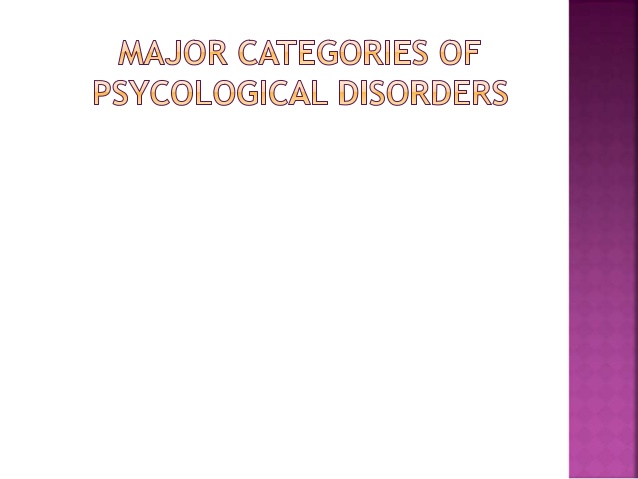 MAJOR CATEGORIES OF
PSYCOLOGICAL DISORDERS